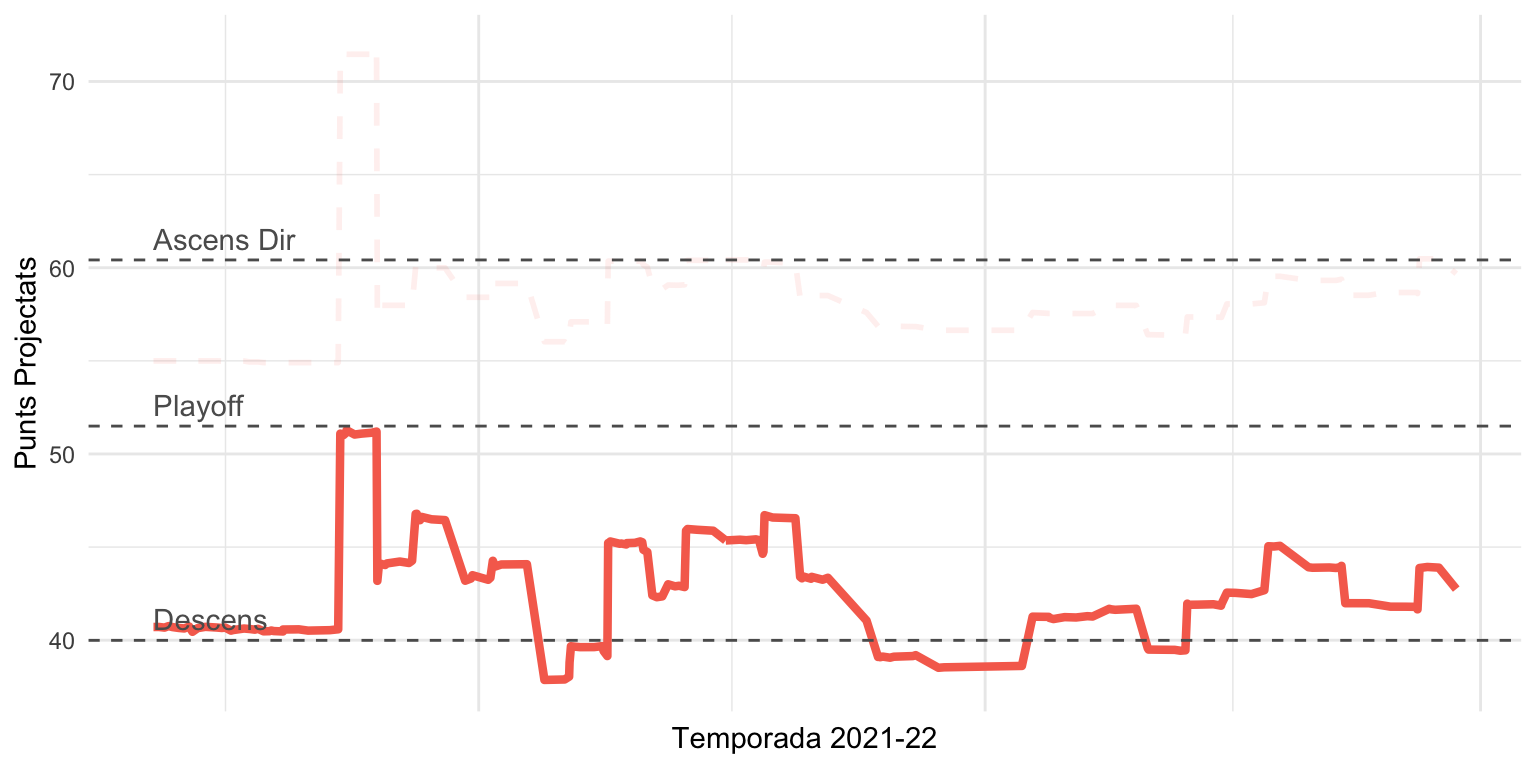 70
Ascens Dir
60
Playoff
50
Descens
40
Punts Projectats
Temporada 2021-22